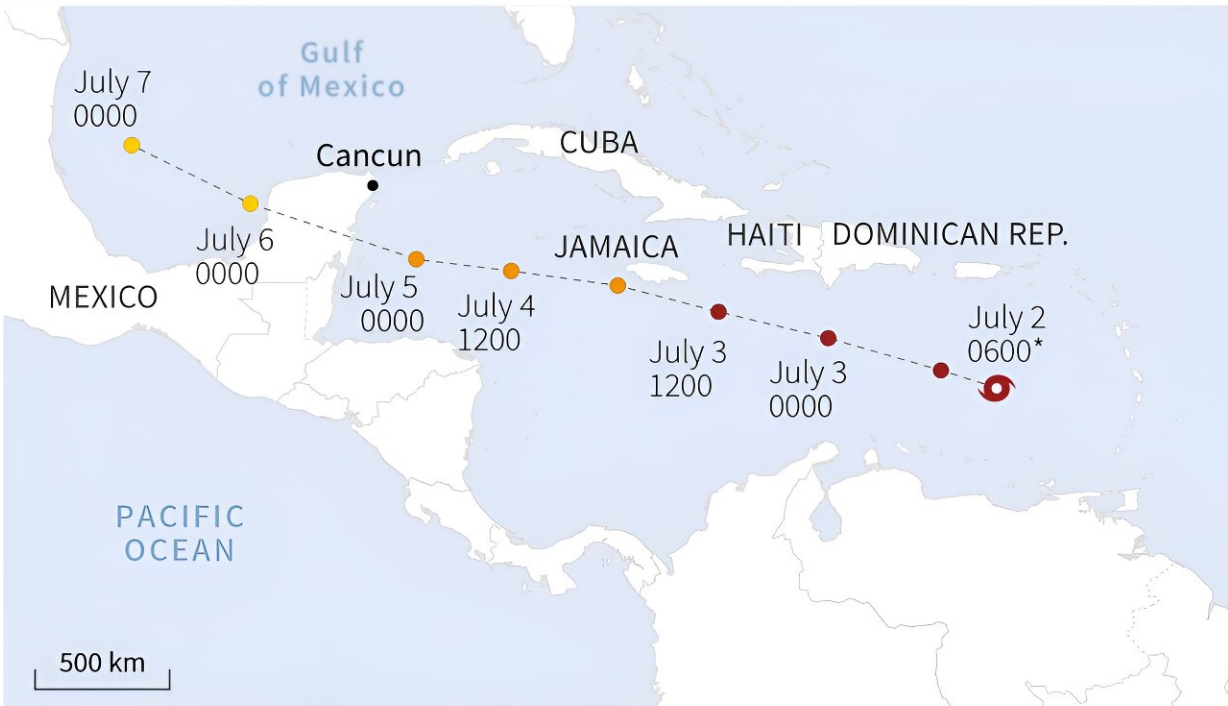 Gulf
of Mexico
July 7
0000
CUBA
Cancun
July 6
0000
JAMAICA
HAITI
DOMINICAN REP.
MEXICO
July 5
0000
July 4
1200
July 3
1200
July 3
0000
July 2
0600*
PACIFIC
OCEAN
500 km